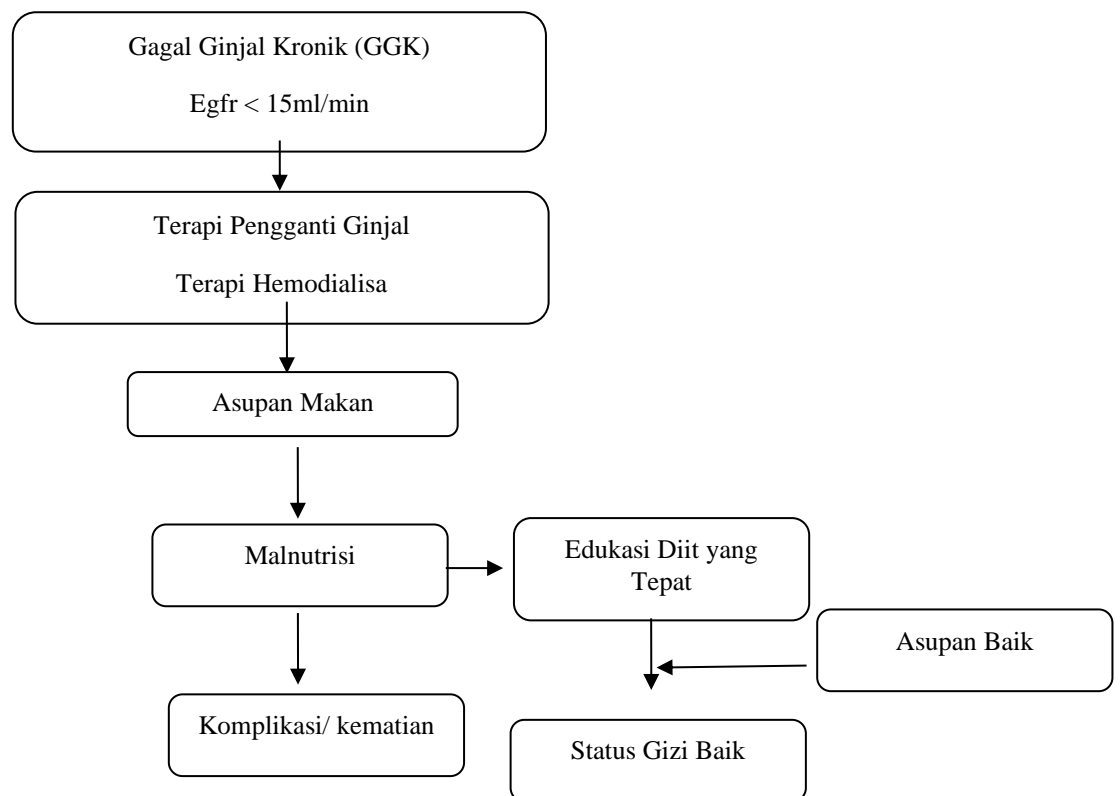 Gagal Ginjal Kronik (GGK)
Egfr < 15ml/min
Terapi Pengganti Ginjal
Terapi Hemodialisa
Asupan Makan
Malnutrisi
Edukasi Diit yang
Tepat
Asupan Baik
Komplikasi/ kematian
Status Gizi Baik